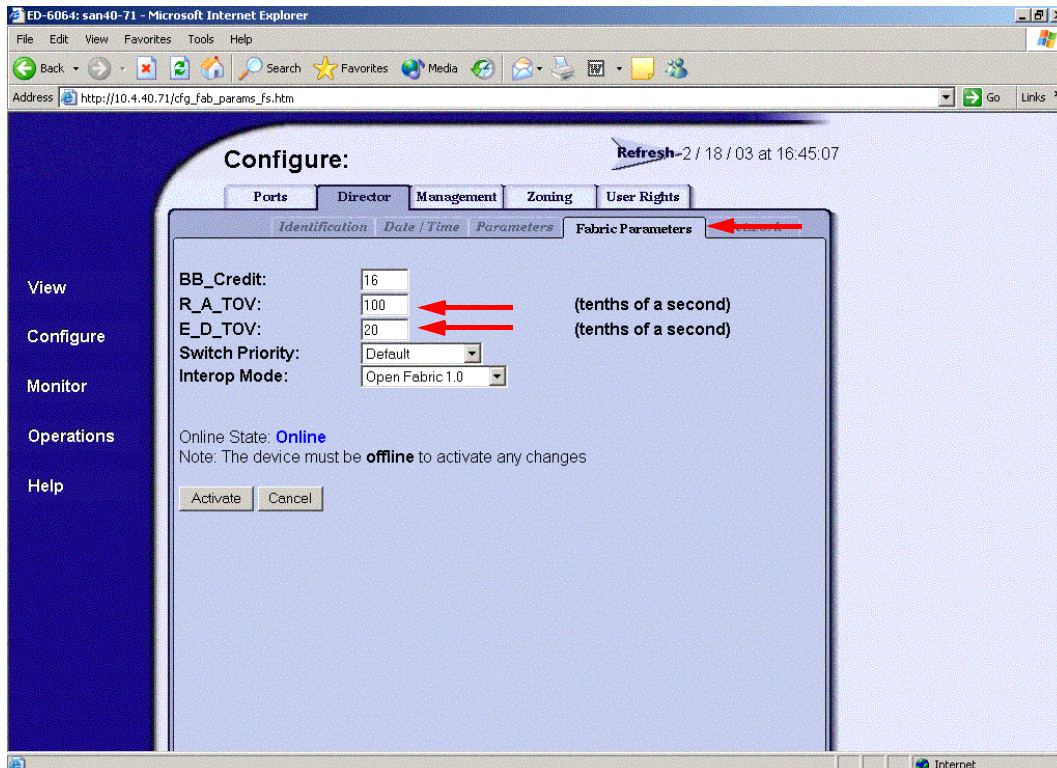 ED-6064: san40-71 - Microsoft Internet Explorer
File Edit View Favorites Tools Help
Back Search Favorites Media
Address http://10.4.40.71/cfg_fab_params_fs.htm Go Links
Configure: Refresh-2 / 18 / 03 at 16:45:07
Ports Director Management Zoning User Rights
Identification Date / Time Parameters Fabric Parameters
View
Configure
Monitor
Operations
Help
BB_Credit: 16
R_A_TOV: 100 (tenths of a second)
E_D_TOV: 20 (tenths of a second)
Switch Priority: Default
Interop Mode: Open Fabric 1.0
Online State: Online
Note: The device must be offline to activate any changes
Activate Cancel
Internet